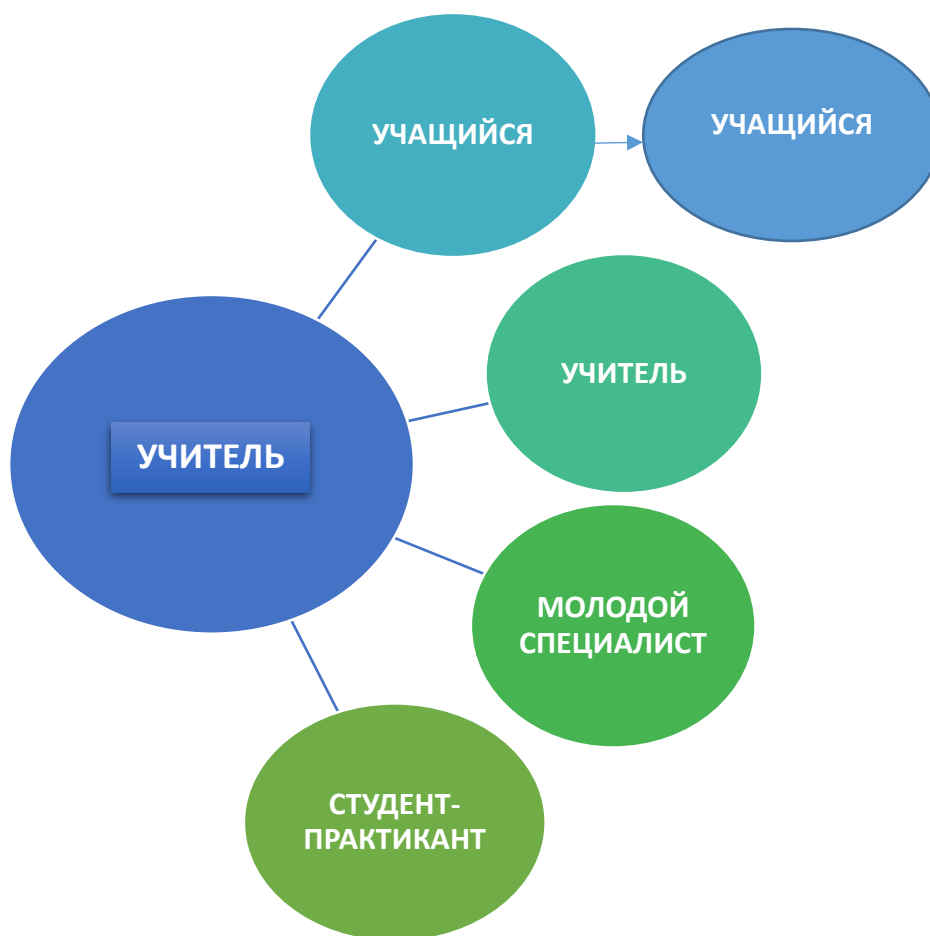 УЧАЩИЙСЯ
УЧАЩИЙСЯ
УЧИТЕЛЬ
УЧИТЕЛЬ
МОЛОДОЙ
СПЕЦИАЛИСТ
СТУДЕНТ-
ПРАКТИКАНТ